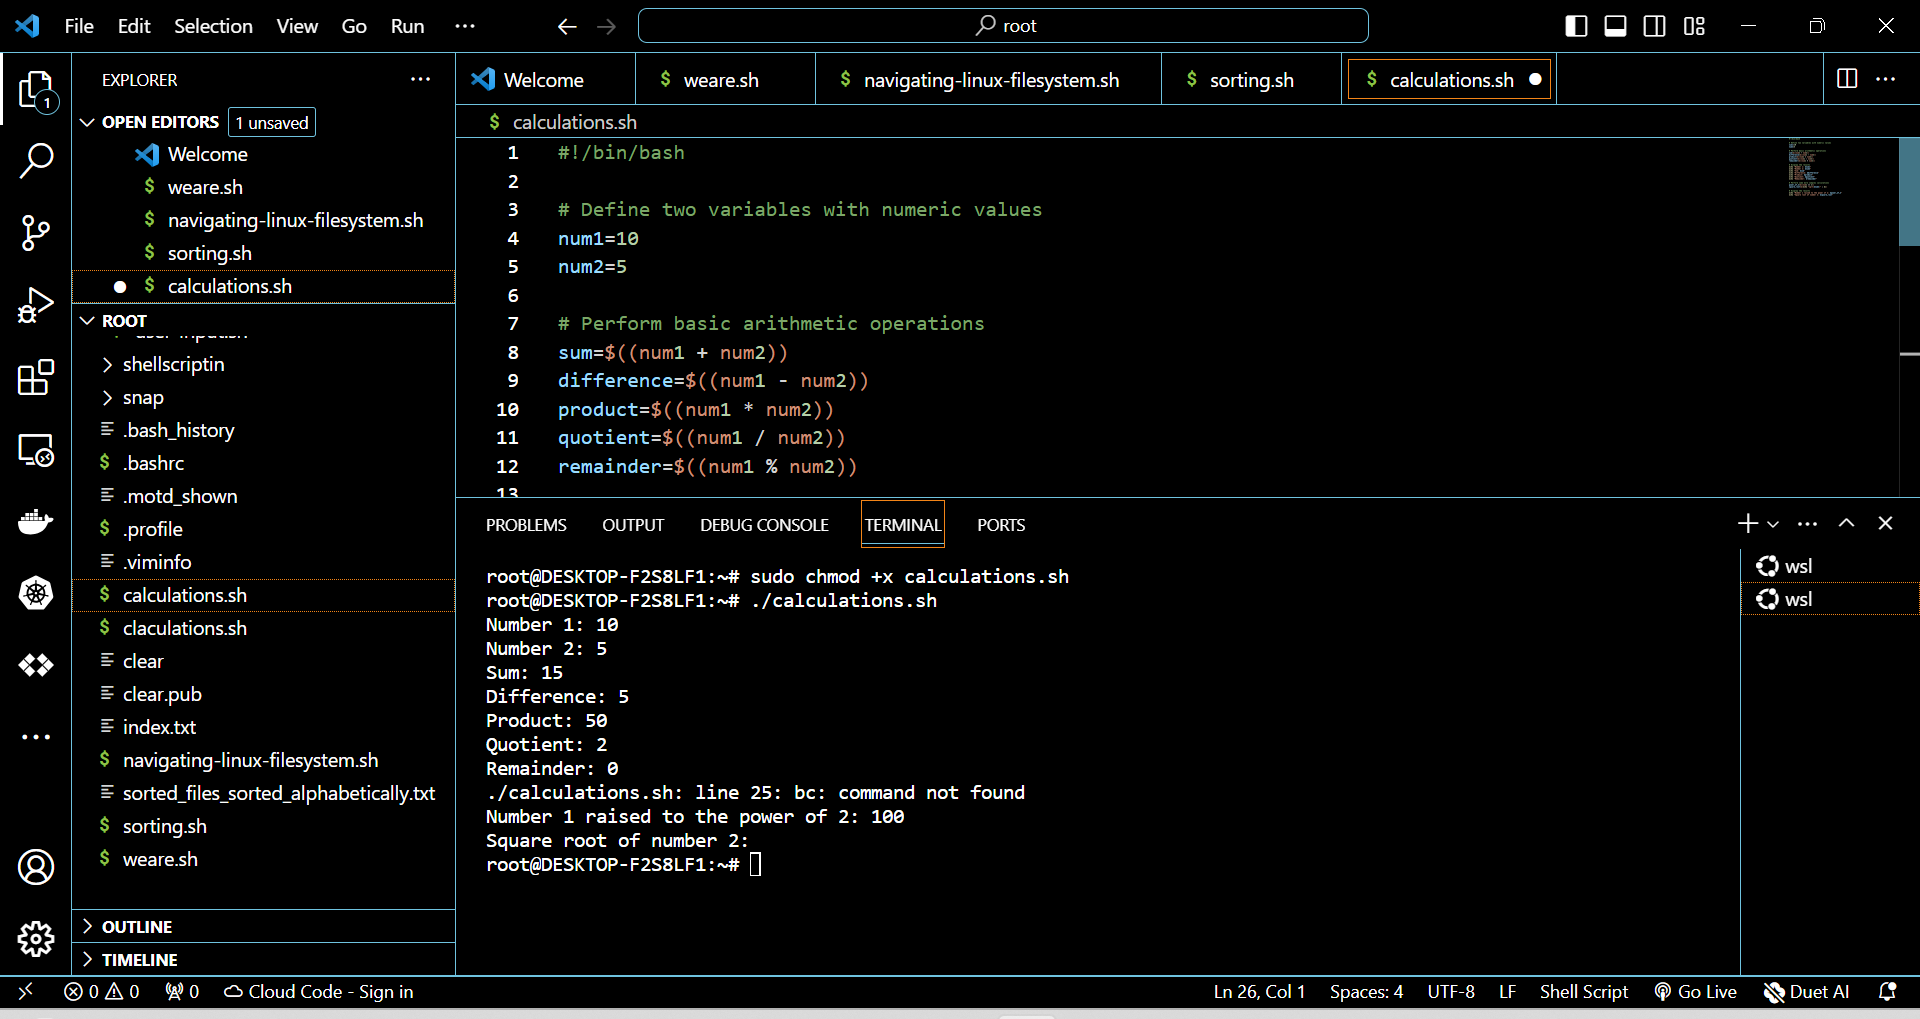 File Edit Selection View Go Run ··· root
EXPLORER ···
OPEN EDITORS 1 unsaved
Welcome
weare.sh
navigating-linux-filesystem.sh
sorting.sh
calculations.sh
ROOT
shellscriptin
snap
.bash_history
.bashrc
.motd_shown
.profile
.viminfo
calculations.sh
claculations.sh
clear
clear.pub
index.txt
navigating-linux-filesystem.sh
sorted_files_sorted_alphabetically.txt
sorting.sh
weare.sh
OUTLINE
TIMELINE
1
Welcome $ weare.sh $ navigating-linux-filesystem.sh $ sorting.sh $ calculations.sh
$ calculations.sh
1 #!/bin/bash
2
3 # Define two variables with numeric values
4 num1=10
5 num2=5
6
7 # Perform basic arithmetic operations
8 sum=$((num1 + num2))
9 difference=$((num1 - num2))
10 product=$((num1 * num2))
11 quotient=$((num1 / num2))
12 remainder=$((num1 % num2))
13
PROBLEMS OUTPUT DEBUG CONSOLE TERMINAL PORTS
root@DESKTOP-F2S8LF1:~# sudo chmod +x calculations.sh
root@DESKTOP-F2S8LF1:~# ./calculations.sh
Number 1: 10
Number 2: 5
Sum: 15
Difference: 5
Product: 50
Quotient: 2
Remainder: 0
./calculations.sh: line 25: bc: command not found
Number 1 raised to the power of 2: 100
Square root of number 2:
root@DESKTOP-F2S8LF1:~#
wsl
wsl
0 0 0 Cloud Code - Sign in Ln 26, Col 1 Spaces: 4 UTF-8 LF Shell Script Go Live Duet AI